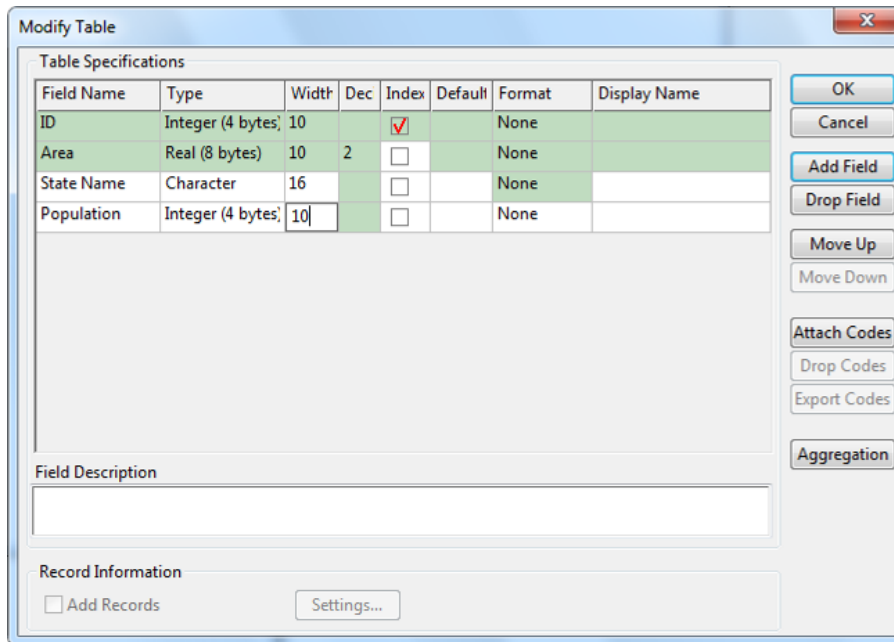 Modify Table
Table Specifications
Field Name Type Width Dec Index Default Format Display Name
ID Integer (4 bytes) 10 None
Area Real (8 bytes) 10 2 None
State Name Character 16 None
Population Integer (4 bytes) 10 None
OK
Cancel
Add Field
Drop Field
Move Up
Move Down
Attach Codes
Drop Codes
Export Codes
Aggregation
Field Description
Record Information
Add Records Settings...